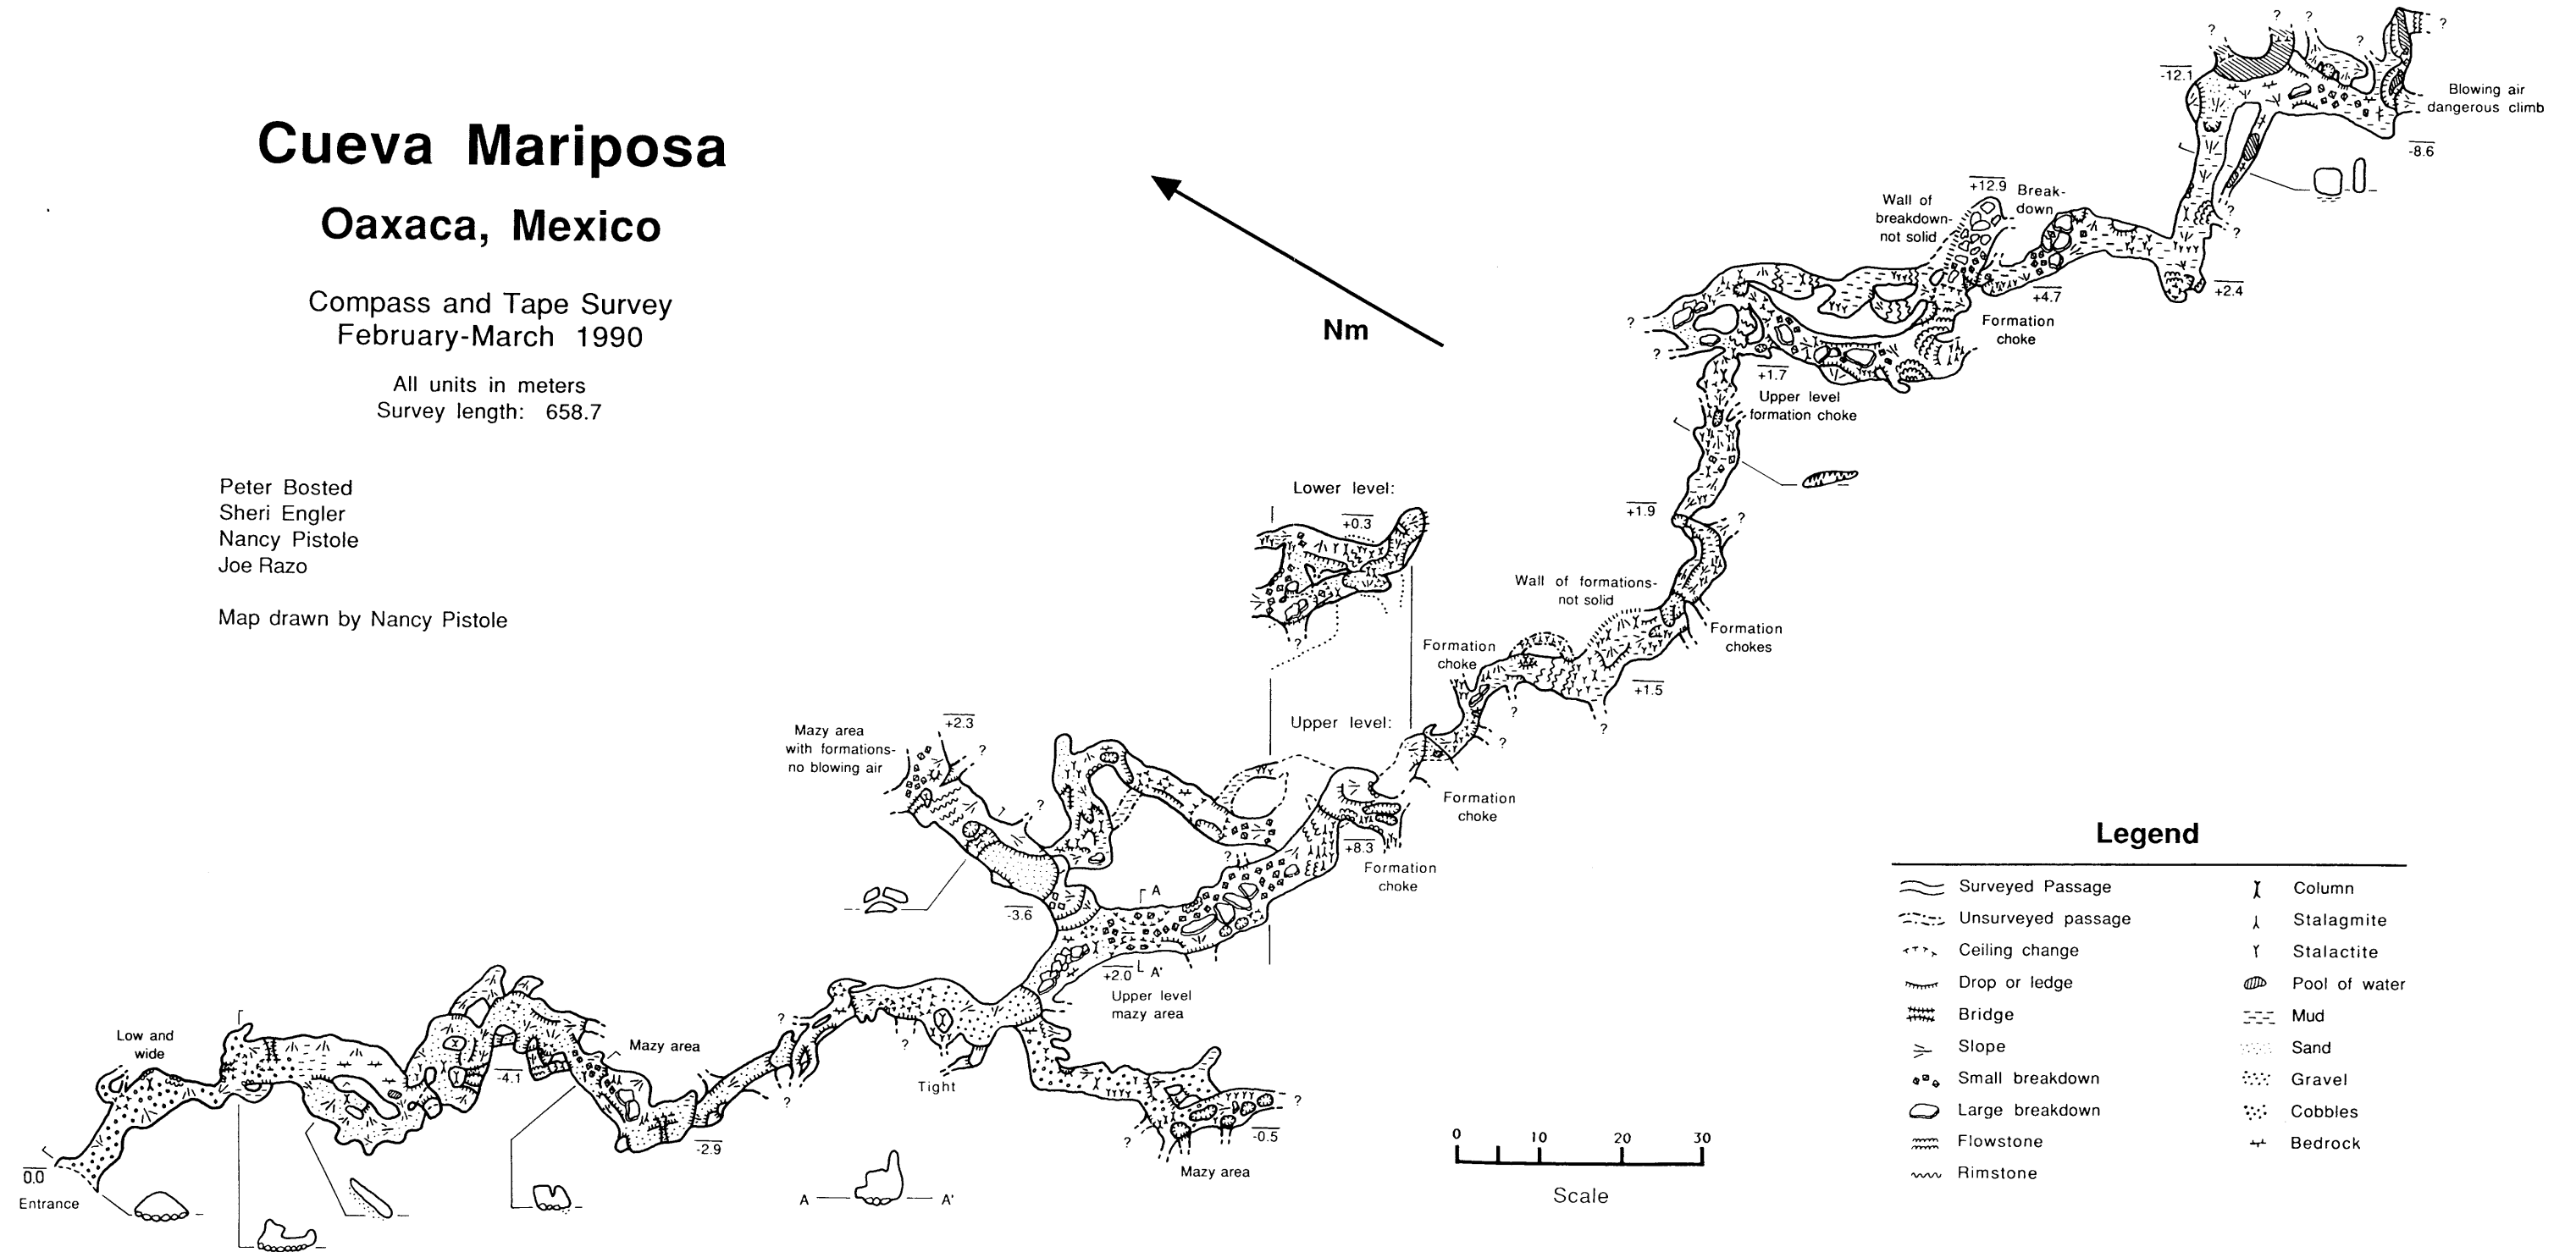 Cueva Mariposa
Oaxaca, Mexico
Compass and Tape Survey
February-March 1990
All units in meters
Survey length: 658.7
Peter Bosted
Sheri Engler
Nancy Pistole
Joe Razo
Map drawn by Nancy Pistole
Nm
? ? ? ? ?
-12.1
Blowing air
dangerous climb
-8.6
?
?
+2.4
+12.9
Break-
down
Wall of
breakdown-
not solid
+4.7
Formation
choke
?
?
+1.7
Upper level
formation choke
+1.9
?
Wall of formations-
not solid
Formation
chokes
+1.5
Formation
choke
?
?
?
Lower level:
+0.3
?
Upper level:
Formation
choke
+8.3
Formation
choke
+2.3
Mazy area
with formations-
no blowing air
?
?
?
-3.6
A
+2.0
A'
Upper level
mazy area
Low and
wide
-4.1
Mazy area
?
?
?
Tight
-2.9
?
?
-0.5
Mazy area
0.0
Entrance
A
A'
0 10 20 30
Scale
Legend
Surveyed Passage
Unsurveyed passage
Ceiling change
Drop or ledge
Bridge
Slope
Small breakdown
Large breakdown
Flowstone
Rimstone
Column
Stalagmite
Stalactite
Pool of water
Mud
Sand
Gravel
Cobbles
Bedrock